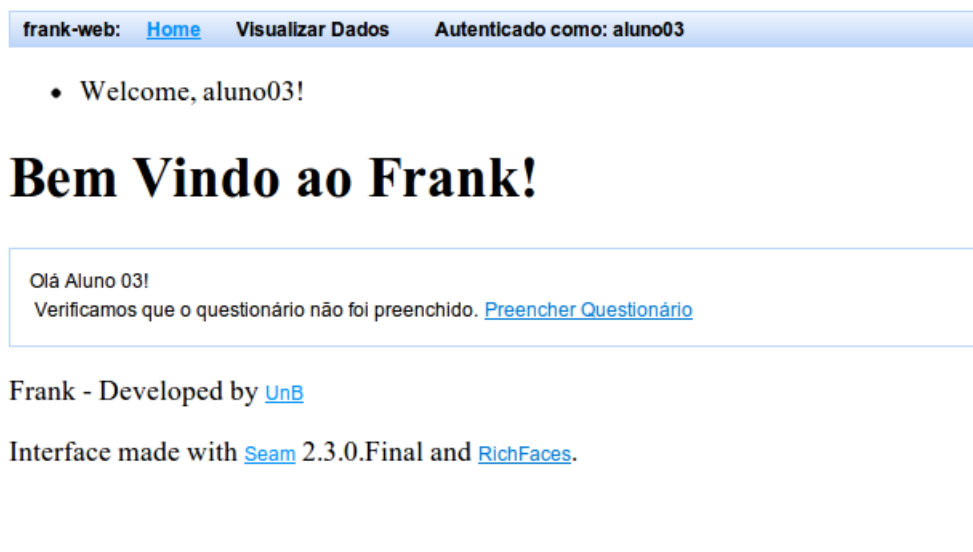 frank-web: Home Visualizar Dados Autenticado como: aluno03
• Welcome, aluno03!
Bem Vindo ao Frank!
Olá Aluno 03!
Verificamos que o questionário não foi preenchido. Preencher Questionário
Frank - Developed by UnB
Interface made with Seam 2.3.0.Final and RichFaces.